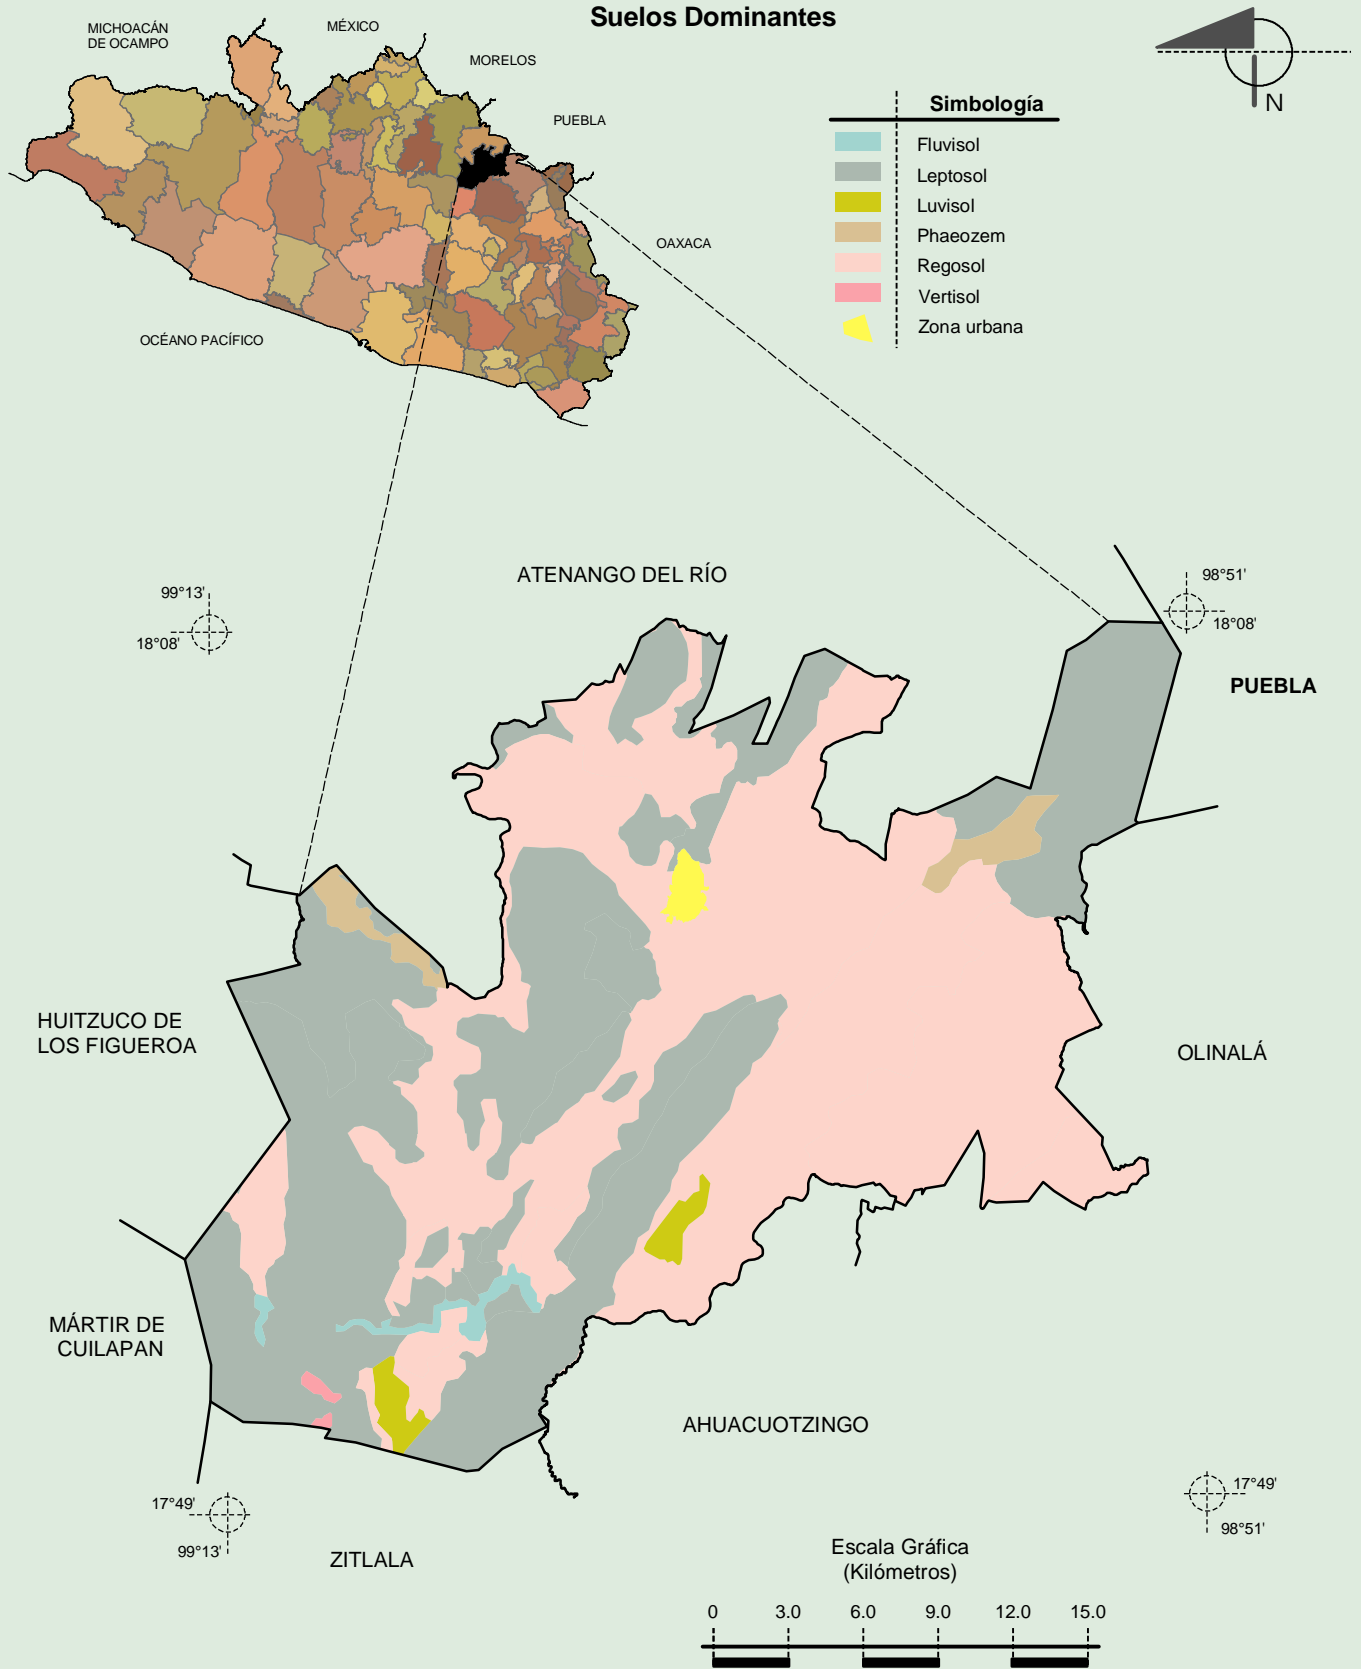 Suelos Dominantes
MICHOACÁN
DE OCAMPO
MÉXICO
MORELOS
PUEBLA
OAXACA
OCÉANO PACÍFICO
N
Simbología
Fluvisol
Leptosol
Luvisol
Phaeozem
Regosol
Vertisol
Zona urbana
ATENANGO DEL RÍO
99°13'
18°08'
98°51'
18°08'
PUEBLA
HUITZUCO DE
LOS FIGUEROA
OLINALÁ
MÁRTIR DE
CUILAPAN
AHUACUOTZINGO
17°49'
99°13'
17°49'
98°51'
ZITLALA
Escala Gráfica
(Kilómetros)
0 3.0 6.0 9.0 12.0 15.0